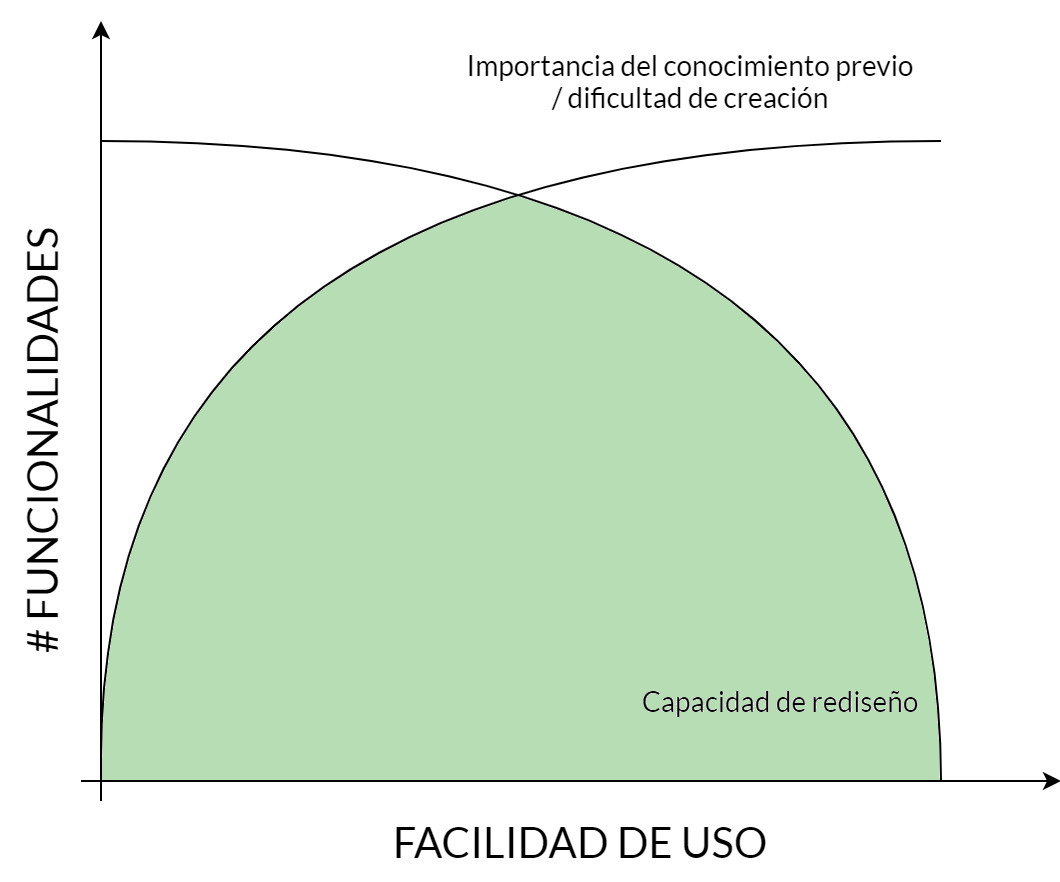 Importancia del conocimiento previo
/ dificultad de creación
# FUNCIONALIDADES
Capacidad de rediseño
FACILIDAD DE USO